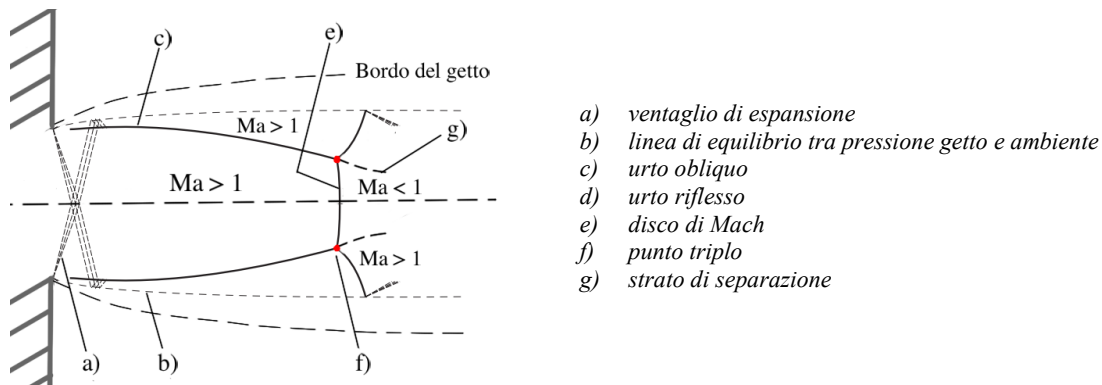 c)
e)
Bordo del getto
Ma > 1
g)
Ma > 1
Ma < 1
Ma > 1
a)
b)
f)
a) ventaglio di espansione
b) linea di equilibrio tra pressione getto e ambiente
c) urto obliquo
d) urto riflesso
e) disco di Mach
f) punto triplo
g) strato di separazione